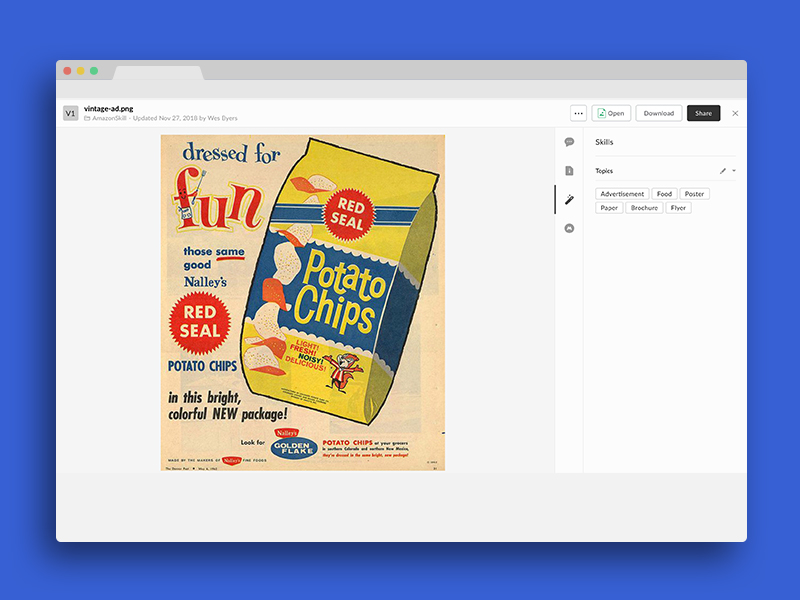 V1
vintage-ad.png
AmazonSkill - Updated Nov 27, 2018 by Wes Dyers
Open
Download
Share
dressed for
fun
those same
good
Nalley's
RED
SEAL
POTATO CHIPS
in this bright,
colorful NEW package!
RED
SEAL
Potato
Chips
LIGHT!
FRESH!
NOISY!
DELICIOUS!
Look for
Nalley's
GOLDEN
FLAKE
POTATO CHIPS at your grocers
in southern Colorado and northern New Mexico,
they're dressed in the same bright, new package!
MADE BY THE MAKERS OF Nalley's FINE FOODS
Skills
Topics
Advertisement
Food
Poster
Paper
Brochure
Flyer